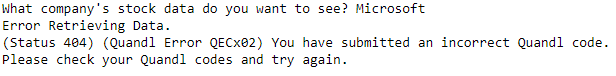 What company's stock data do you want to see? Microsoft
Error Retrieving Data.
(Status 404) (Quandl Error QECx02) You have submitted an incorrect Quandl code.
Please check your Quandl codes and try again.